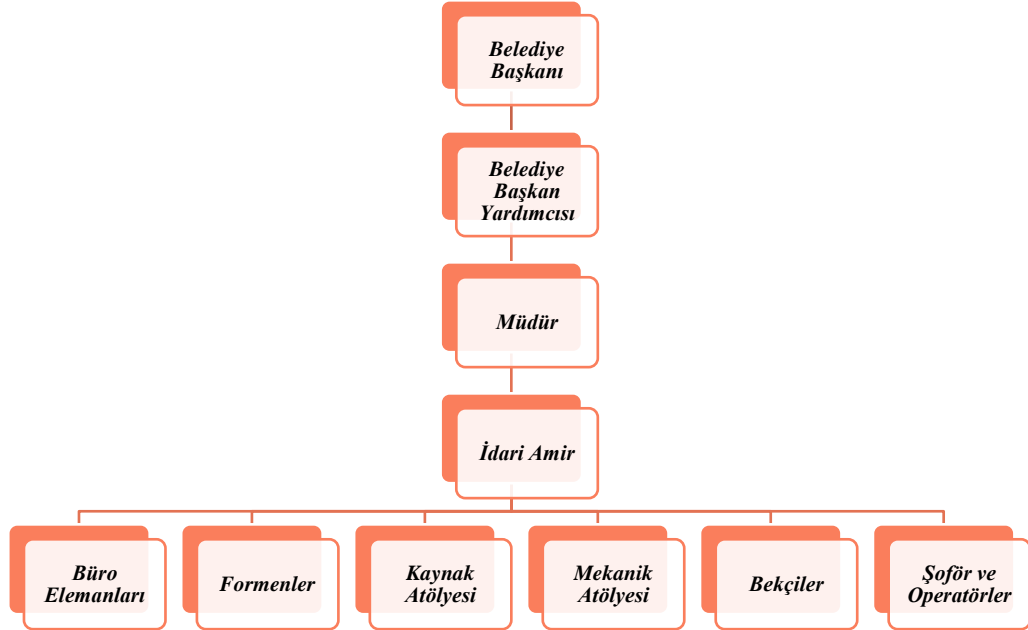 Belediye
Başkanı
Belediye
Başkan
Yardımcısı
Müdür
İdari Amir
Büro
Elemanları
Formenler
Kaynak
Atölyesi
Mekanik
Atölyesi
Bekçiler
Şoför ve
Operatörler